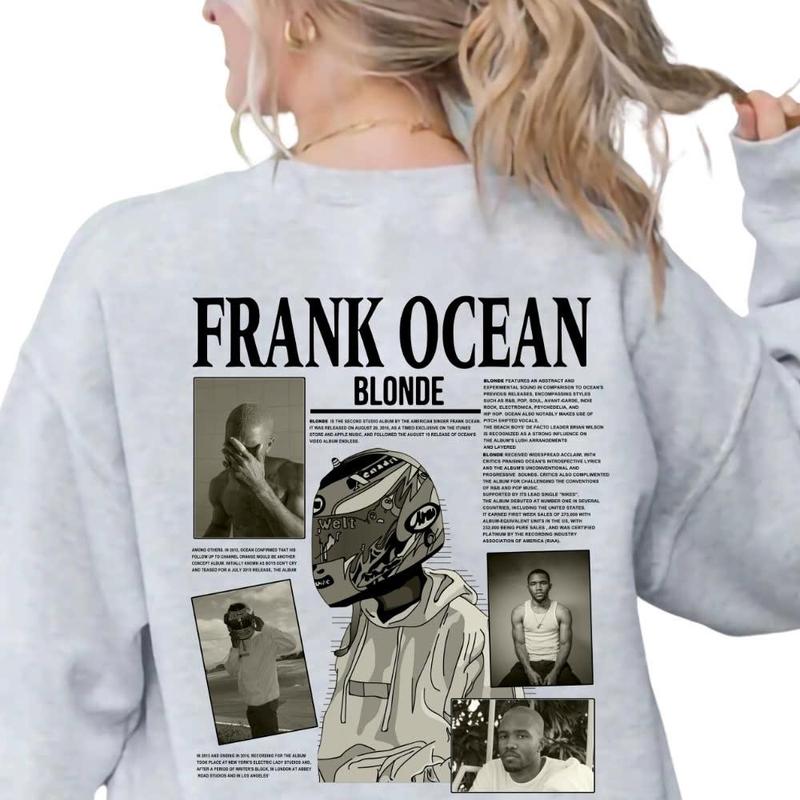 FRANK OCEAN
BLONDE
BLONDE IS THE SECOND STUDIO ALBUM BY THE AMERICAN SINGER FRANK OCEAN.
IT WAS RELEASED ON AUGUST 20, 2016, AS A TIMED EXCLUSIVE ON THE ITUNES
STORE AND APPLE MUSIC, AND FOLLOWED THE AUGUST 19 RELEASE OF OCEAN'S
VIDEO ALBUM ENDLESS.
BLONDE FEATURES AN ABSTRACT AND
EXPERIMENTAL SOUND IN COMPARISON TO OCEAN'S
PREVIOUS RELEASES, ENCOMPASSING STYLES
SUCH AS R&B, POP, SOUL, AVANT-GARDE, INDIE
ROCK, ELECTRONICA, PSYCHEDELIA, AND
HIP HOP. OCEAN ALSO NOTABLY MAKES USE OF
PITCH SHIFTED VOCALS.
THE BEACH BOYS' DE FACTO LEADER BRIAN WILSON
IS RECOGNIZED AS A STRONG INFLUENCE ON
THE ALBUM'S LUSH ARRANGEMENTS
AND LAYERED
BLONDE RECEIVED WIDESPREAD ACCLAIM, WITH
CRITICS PRAISING OCEAN'S INTROSPECTIVE LYRICS
AND THE ALBUM'S UNCONVENTIONAL AND
PROGRESSIVE SOUNDS. CRITICS ALSO COMPLIMENTED
THE ALBUM FOR CHALLENGING THE CONVENTIONS
OF R&B AND POP MUSIC.
SUPPORTED BY ITS LEAD SINGLE "NIKES".
THE ALBUM DEBUTED AT NUMBER ONE IN SEVERAL
COUNTRIES, INCLUDING THE UNITED STATES.
IT EARNED FIRST WEEK SALES OF 275,000 WITH
ALBUM-EQUIVALENT UNITS IN THE US, WITH
232,000 BEING PURE SALES , AND WAS CERTIFIED
PLATINUM BY THE RECORDING INDUSTRY
ASSOCIATION OF AMERICA (RIAA).
Welt
AMONG OTHERS. IN 2013, OCEAN CONFIRMED THAT HIS
FOLLOW UP TO CHANNEL ORANGE WOULD BE ANOTHER
CONCEPT ALBUM. INITIALLY KNOWN AS BOYS DON'T CRY
AND TEASED FOR A JULY 2015 RELEASE, THE ALBUM
IN 2013 AND ENDING IN 2016, RECORDING FOR THE ALBUM
TOOK PLACE AT NEW YORK'S ELECTRIC LADY STUDIOS AND,
AFTER A PERIOD OF WRITER'S BLOCK, IN LONDON AT ABBEY
ROAD STUDIOS AND IN LOS ANGELES'